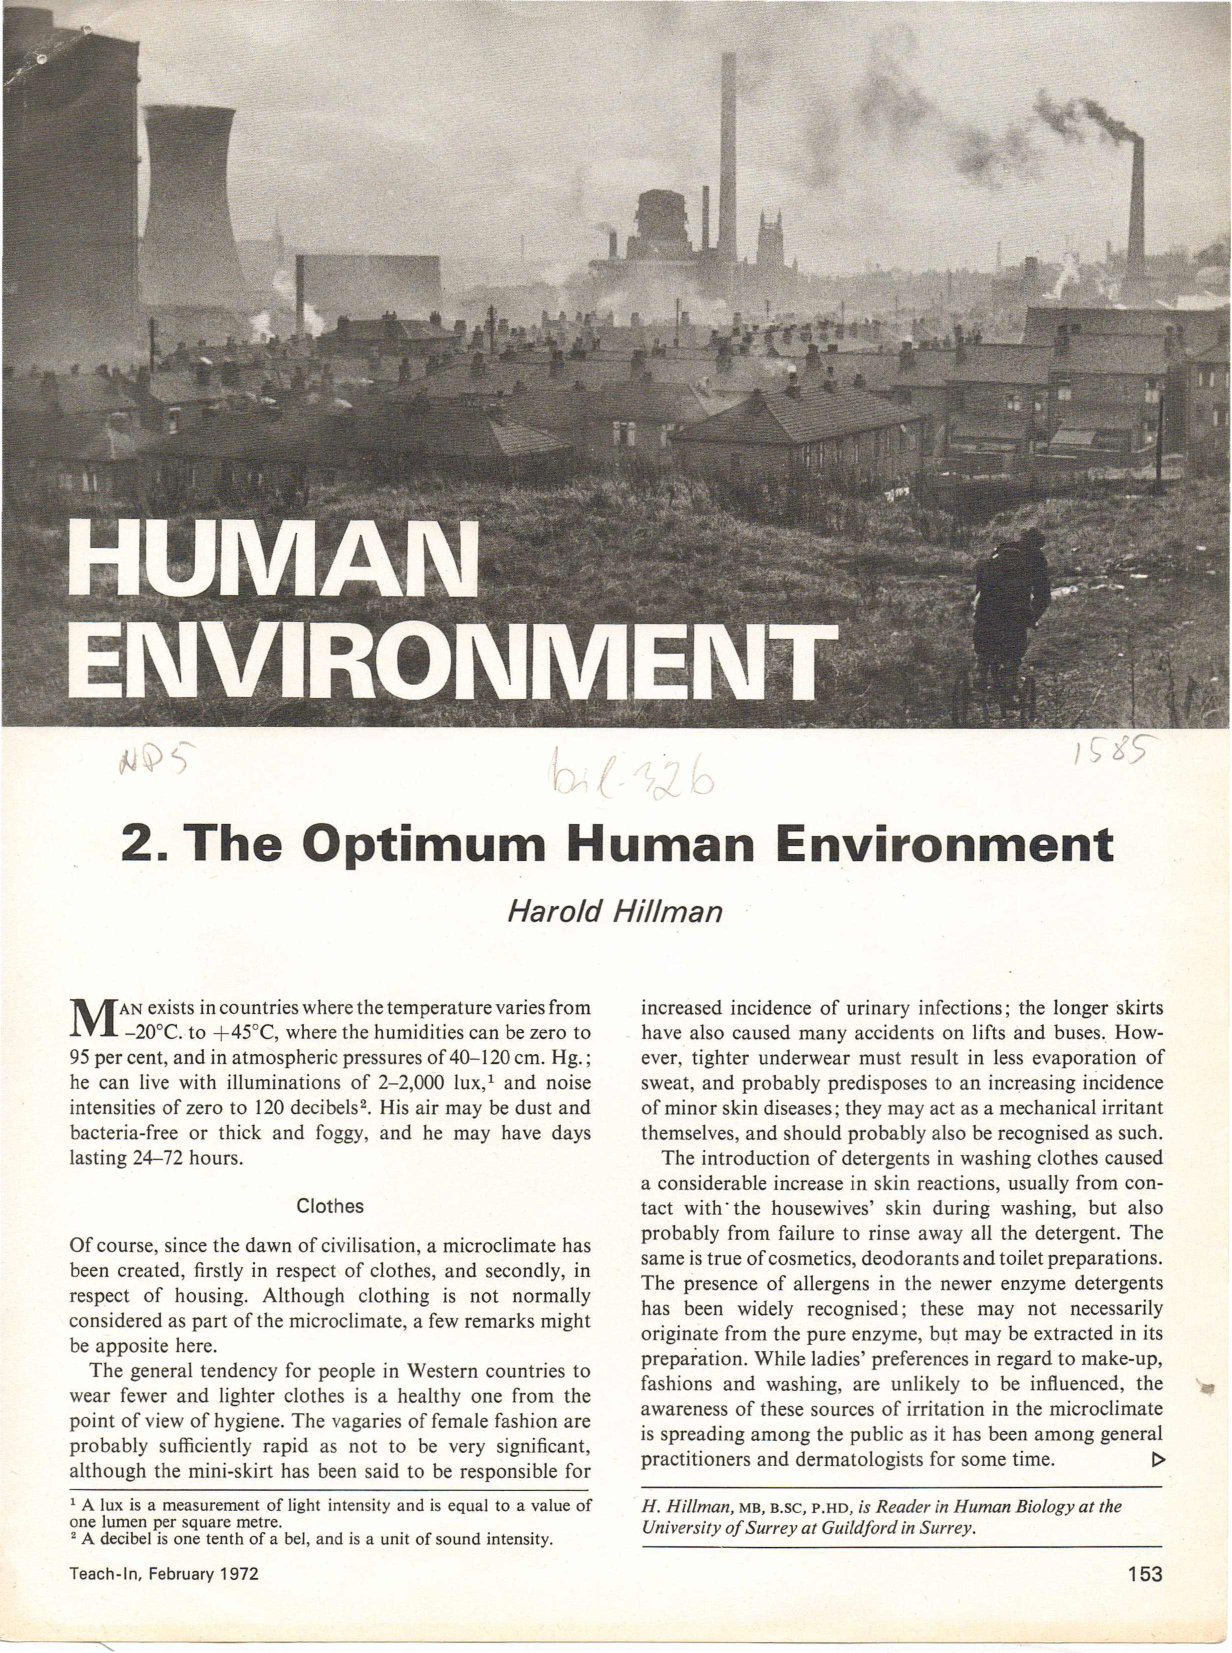 HUMAN
ENVIRONMENT
NP5
bil-326
1585
2. The Optimum Human Environment
Harold Hillman
MAN exists in countries where the temperature varies from
–20°C. to +45°C, where the humidities can be zero to
95 per cent, and in atmospheric pressures of 40–120 cm. Hg.;
he can live with illuminations of 2–2,000 lux,¹ and noise
intensities of zero to 120 decibels². His air may be dust and
bacteria-free or thick and foggy, and he may have days
lasting 24–72 hours.
Clothes
Of course, since the dawn of civilisation, a microclimate has
been created, firstly in respect of clothes, and secondly, in
respect of housing. Although clothing is not normally
considered as part of the microclimate, a few remarks might
be apposite here.
The general tendency for people in Western countries to
wear fewer and lighter clothes is a healthy one from the
point of view of hygiene. The vagaries of female fashion are
probably sufficiently rapid as not to be very significant,
although the mini-skirt has been said to be responsible for
¹ A lux is a measurement of light intensity and is equal to a value of
one lumen per square metre.
² A decibel is one tenth of a bel, and is a unit of sound intensity.
increased incidence of urinary infections; the longer skirts
have also caused many accidents on lifts and buses. How-
ever, tighter underwear must result in less evaporation of
sweat, and probably predisposes to an increasing incidence
of minor skin diseases; they may act as a mechanical irritant
themselves, and should probably also be recognised as such.
The introduction of detergents in washing clothes caused
a considerable increase in skin reactions, usually from con-
tact with the housewives' skin during washing, but also
probably from failure to rinse away all the detergent. The
same is true of cosmetics, deodorants and toilet preparations.
The presence of allergens in the newer enzyme detergents
has been widely recognised; these may not necessarily
originate from the pure enzyme, but may be extracted in its
preparation. While ladies' preferences in regard to make-up,
fashions and washing, are unlikely to be influenced, the
awareness of these sources of irritation in the microclimate
is spreading among the public as it has been among general
practitioners and dermatologists for some time. ▷
H. Hillman, MB, B.SC, P.HD, is Reader in Human Biology at the
University of Surrey at Guildford in Surrey.
Teach-In, February 1972
153